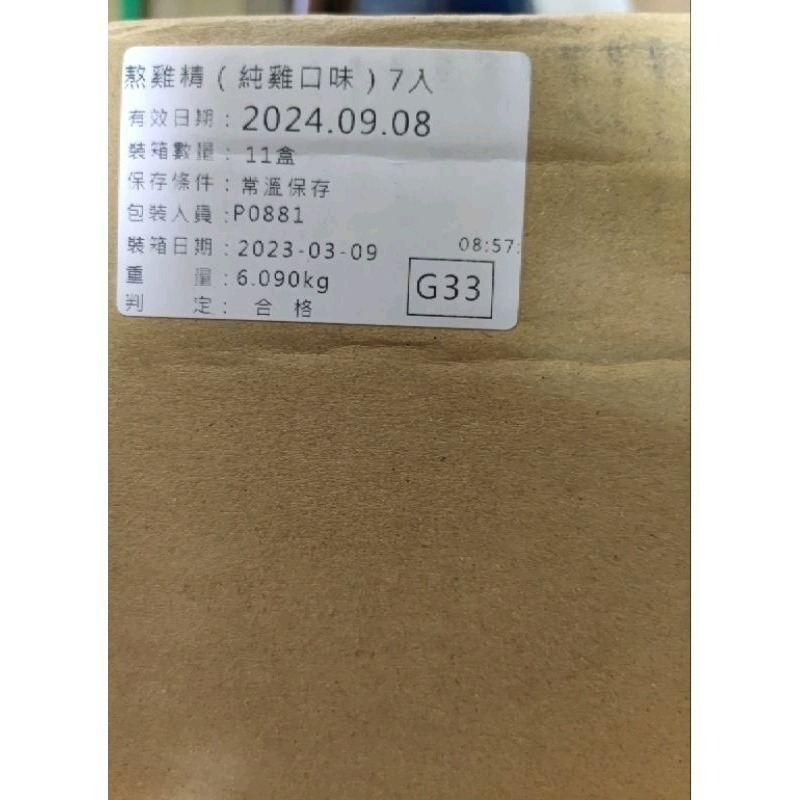 熬雞精（純雞口味）7入
有效日期：2024.09.08
裝箱數量：11盒
保存條件：常溫保存
包裝人員：P0881
裝箱日期：2023-03-09 08:57:
重 量：6.090kg
G33
判 定：合 格